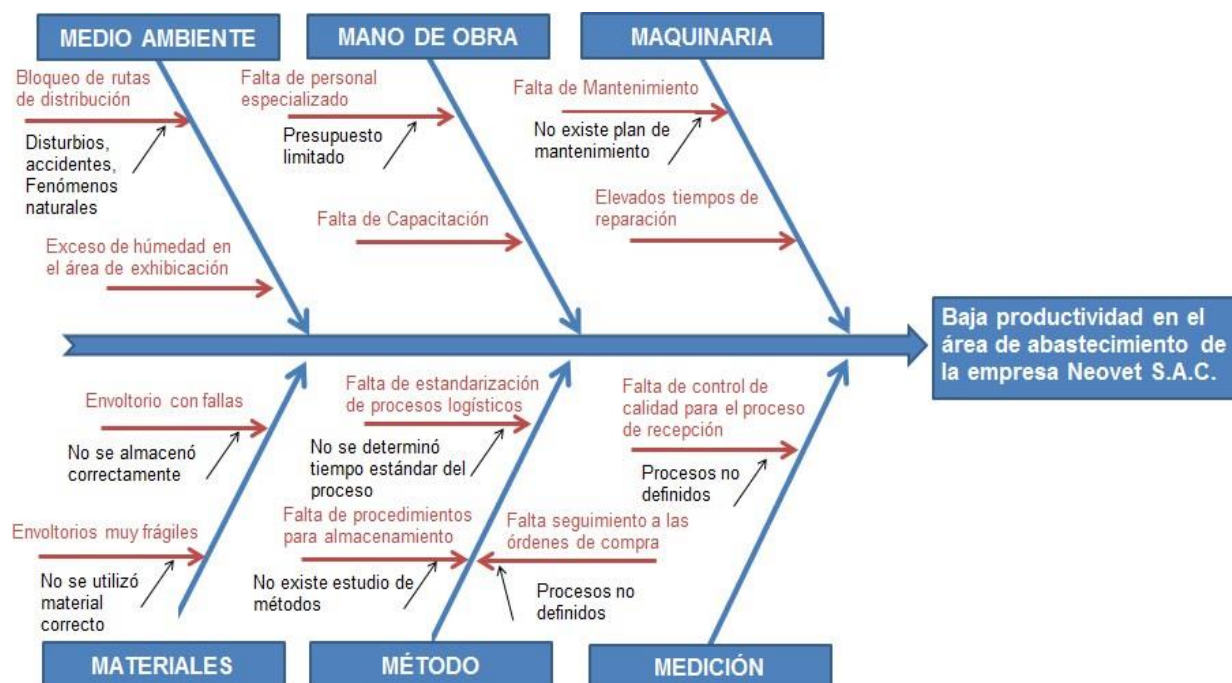 MEDIO AMBIENTE
MANO DE OBRA
MAQUINARIA
Bloqueo de rutas
de distribución
Disturbios,
accidentes,
Fenómenos
naturales
Exceso de húmedad en
el área de exhibicación
Falta de personal
especializado
Presupuesto
limitado
Falta de Capacitación
Falta de Mantenimiento
No existe plan de
mantenimiento
Elevados tiempos de
reparación
Baja productividad en el
área de abastecimiento de
la empresa Neovet S.A.C.
Envoltorio con fallas
No se almacenó
correctamente
Envoltorios muy frágiles
No se utilizó
material
correcto
Falta de estandarización
de procesos logísticos
No se determinó
tiempo estándar del
proceso
Falta de procedimientos
para almacenamiento
No existe estudio de
métodos
Falta seguimiento a las
órdenes de compra
Procesos no
definidos
Falta de control de
calidad para el proceso
de recepción
Procesos no
definidos
MATERIALES
MÉTODO
MEDICIÓN